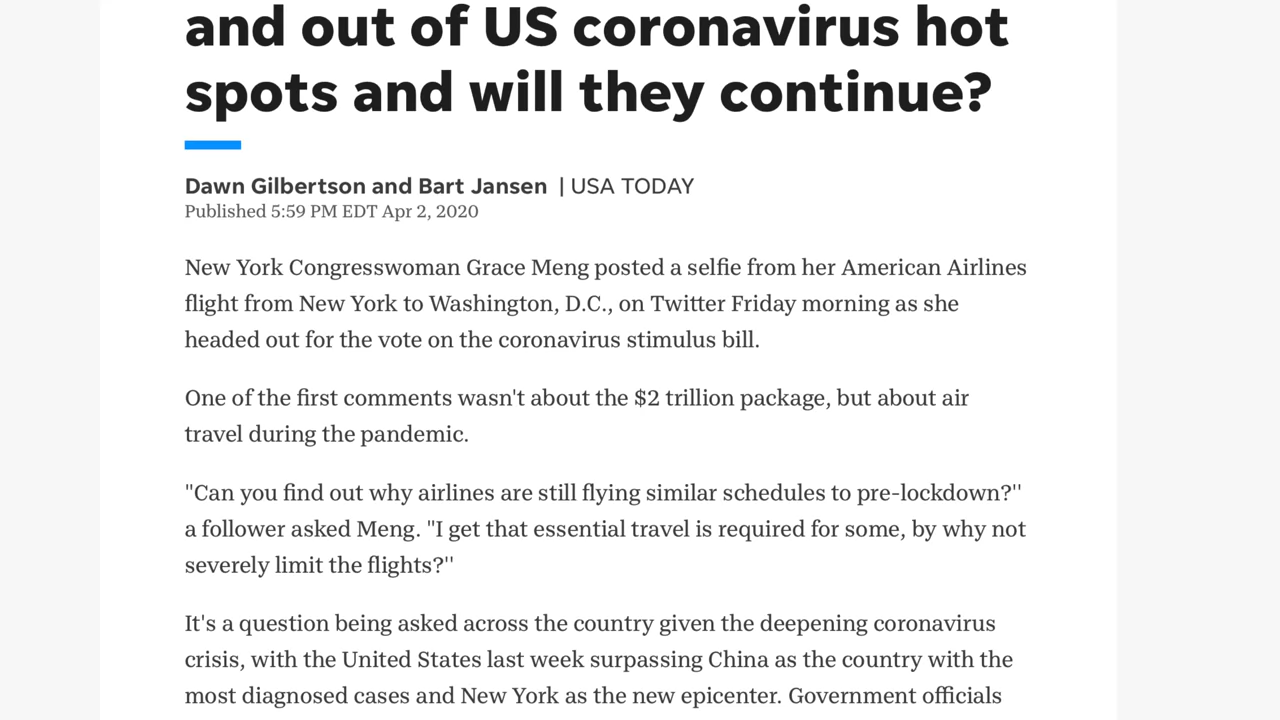 and out of US coronavirus hot
spots and will they continue?
Dawn Gilbertson and Bart Jansen | USA TODAY
Published 5:59 PM EDT Apr 2, 2020
New York Congresswoman Grace Meng posted a selfie from her American Airlines
flight from New York to Washington, D.C., on Twitter Friday morning as she
headed out for the vote on the coronavirus stimulus bill.
One of the first comments wasn't about the $2 trillion package, but about air
travel during the pandemic.
"Can you find out why airlines are still flying similar schedules to pre-lockdown?''
a follower asked Meng. "I get that essential travel is required for some, by why not
severely limit the flights?''
It's a question being asked across the country given the deepening coronavirus
crisis, with the United States last week surpassing China as the country with the
most diagnosed cases and New York as the new epicenter. Government officials